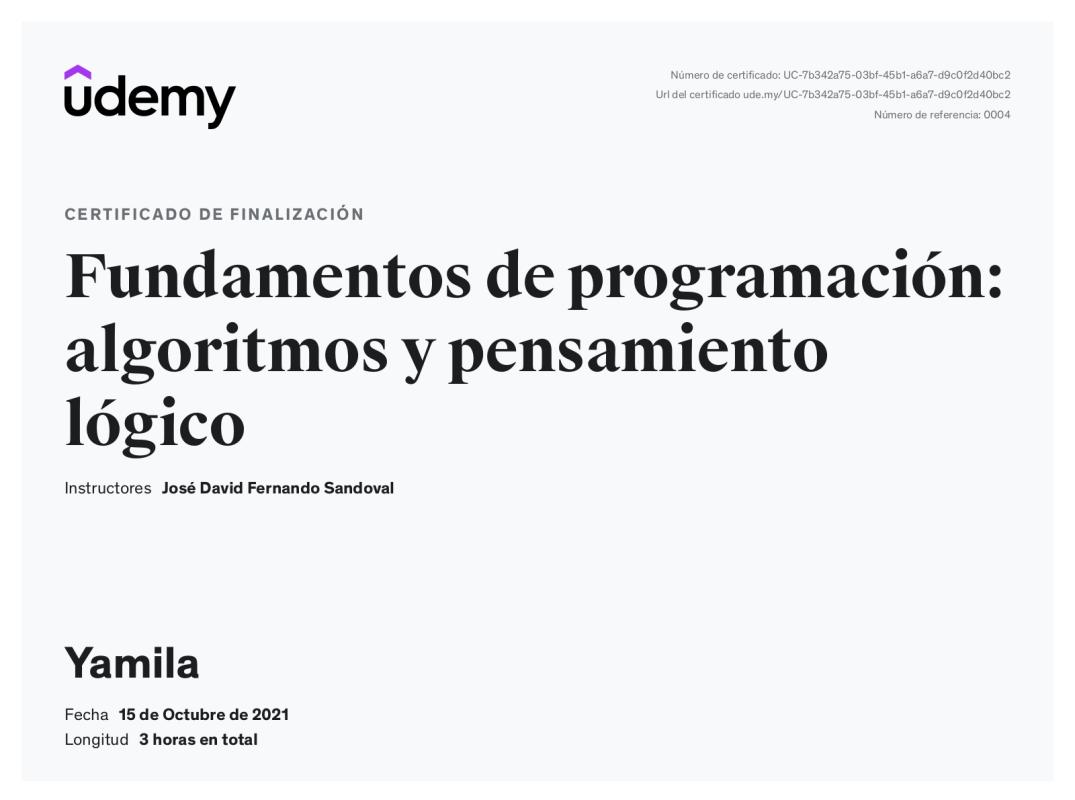 udemy
Número de certificado: UC-7b342a75-03bf-45b1-a6a7-d9c0f2d40bc2
Url del certificado ude.my/UC-7b342a75-03bf-45b1-a6a7-d9c0f2d40bc2
Número de referencia: 0004
CERTIFICADO DE FINALIZACIÓN
Fundamentos de programación:
algoritmos y pensamiento
lógico
Instructores José David Fernando Sandoval
Yamila
Fecha 15 de Octubre de 2021
Longitud 3 horas en total